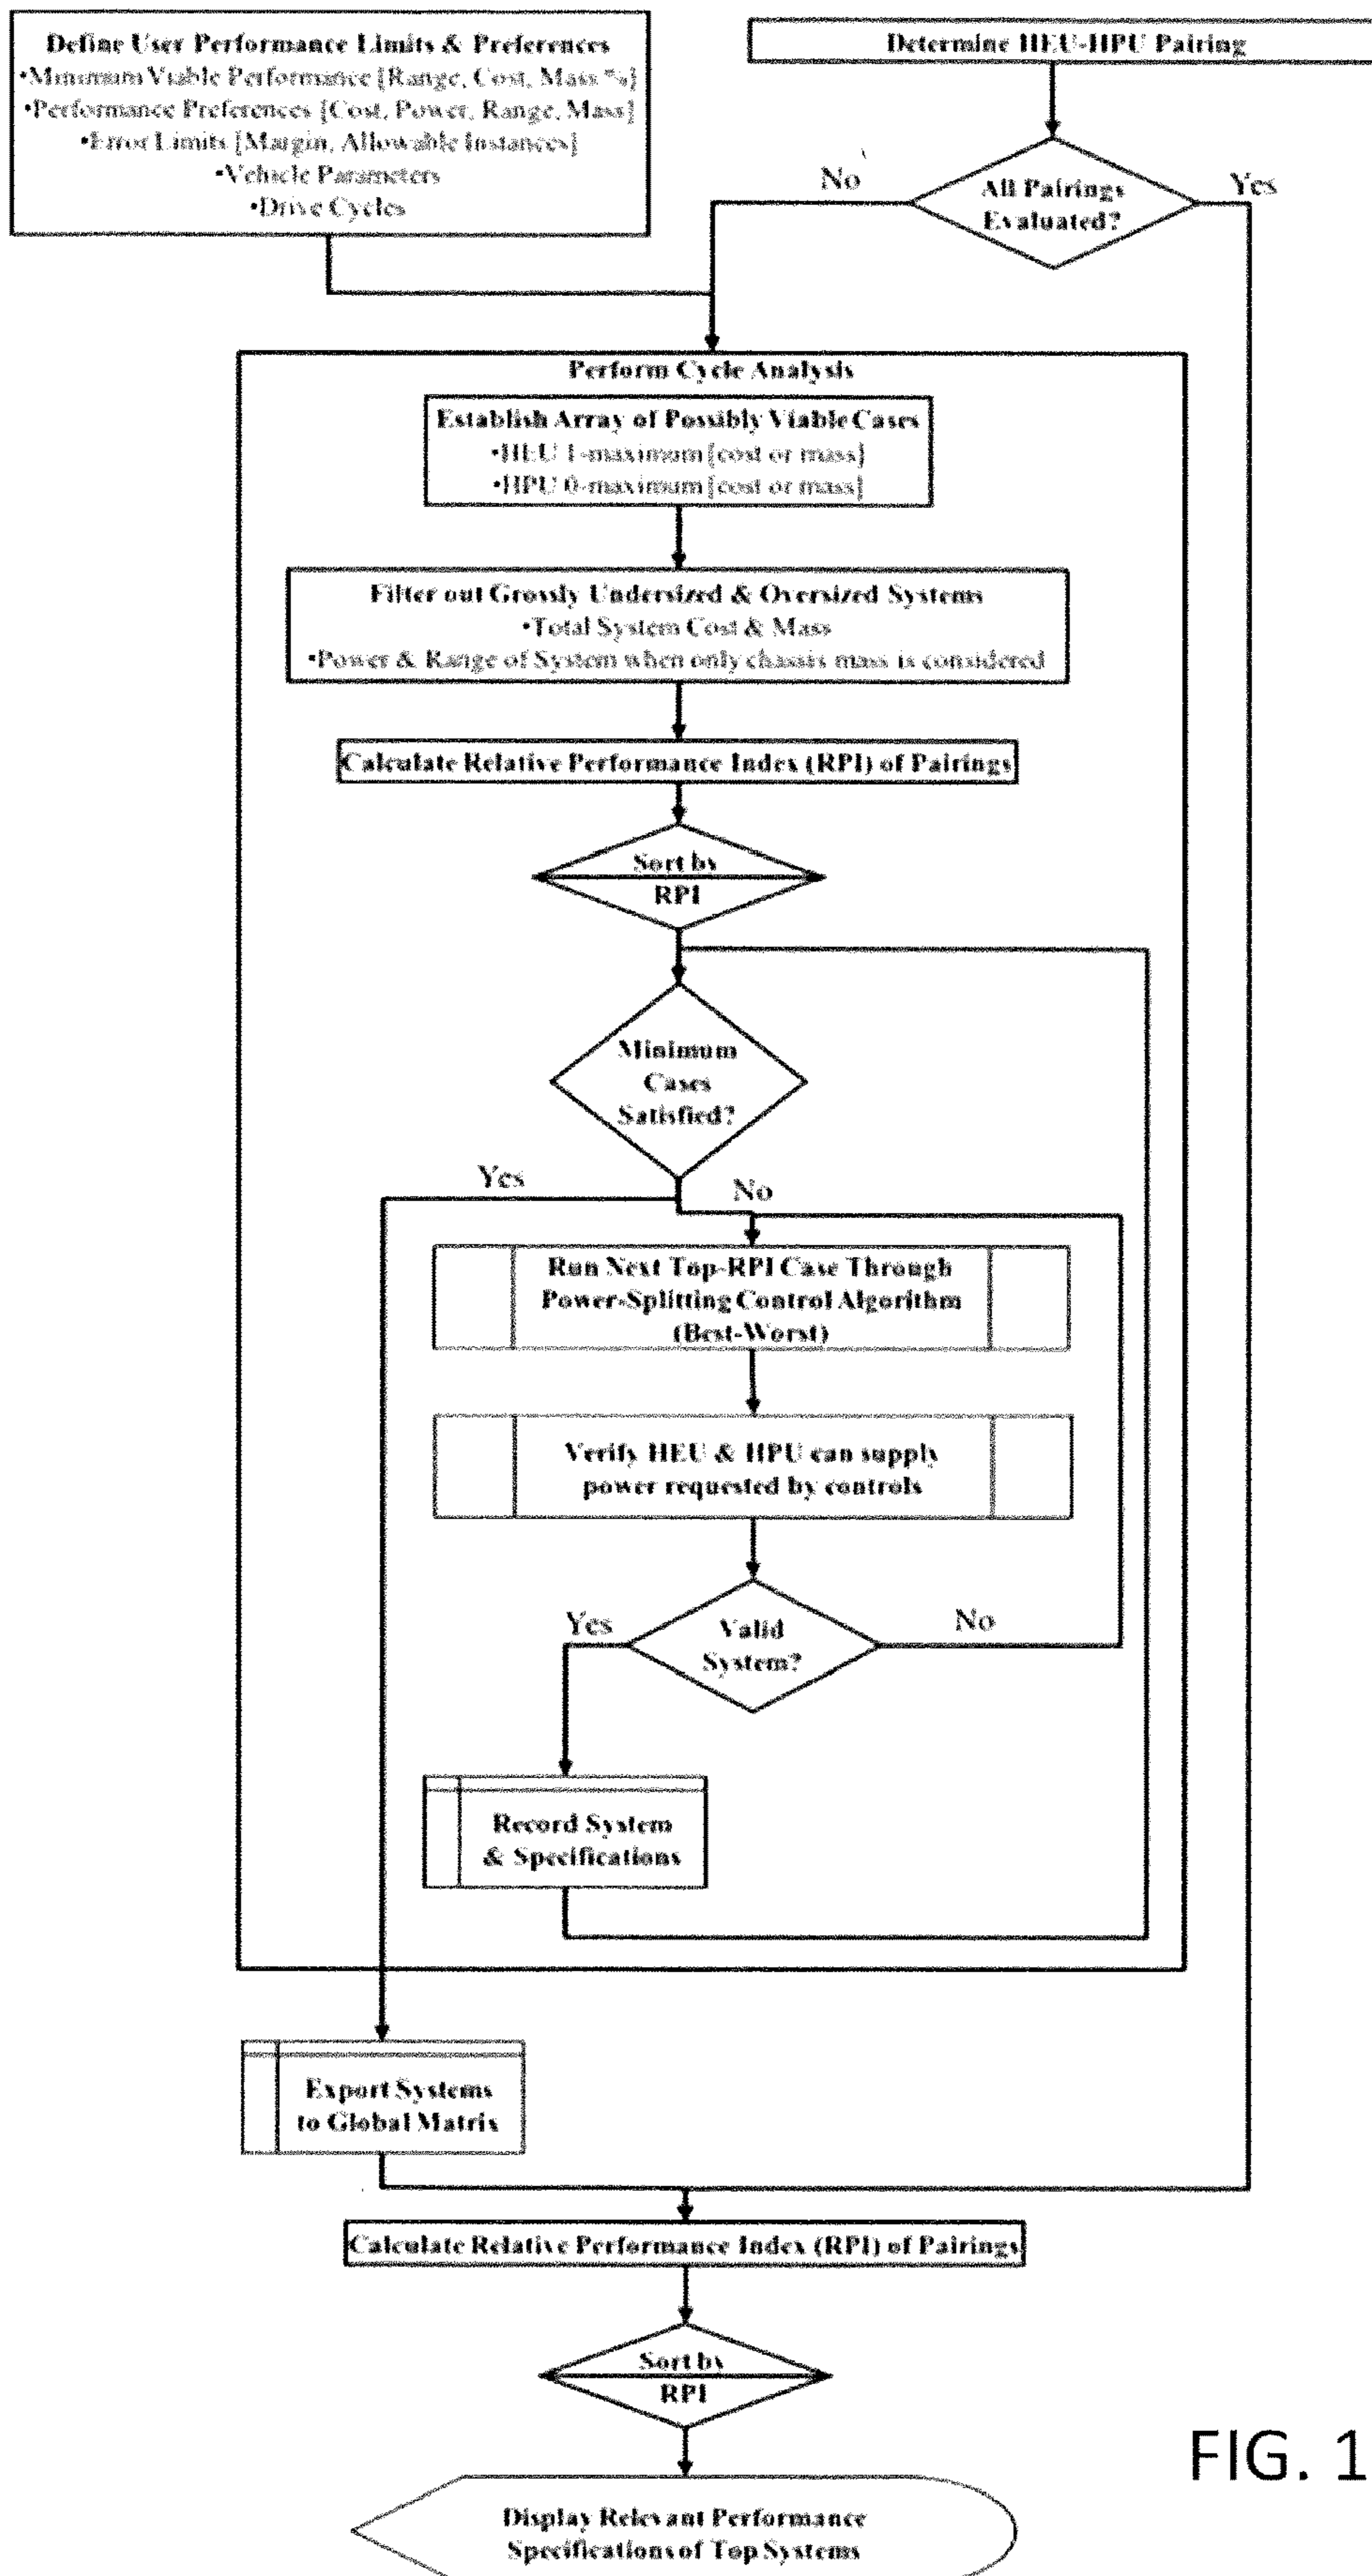 Define User Performance Limits & Preferences
•Minimum Viable Performance [Range, Cost, Mass %]
•Performance Preferences [Cost, Power, Range, Mass]
•Error Limits [Margin, Allowable Instances]
•Vehicle Parameters
•Drive Cycles
Determine HEU-HPU Pairing
No
All Pairings
Evaluated?
Yes
Perform Cycle Analysis
Establish Array of Possibly Viable Cases
•HEU 1-maximum [cost or mass]
•HPU 0-maximum [cost or mass]
Filter out Grossly Undersized & Oversized Systems
•Total System Cost & Mass
•Power & Range of System when only chassis mass is considered
Calculate Relative Performance Index (RPI) of Pairings
Sort by
RPI
Minimum
Cases
Satisfied?
Yes
No
Run Next Top-RPI Case Through
Power-Splitting Control Algorithm
(Best-Worst)
Verify HEU & HPU can supply
power requested by controls
Yes
Valid
System?
No
Record System
& Specifications
Export Systems
to Global Matrix
Calculate Relative Performance Index (RPI) of Pairings
Sort by
RPI
Display Relevant Performance
Specifications of Top Systems
FIG. 1